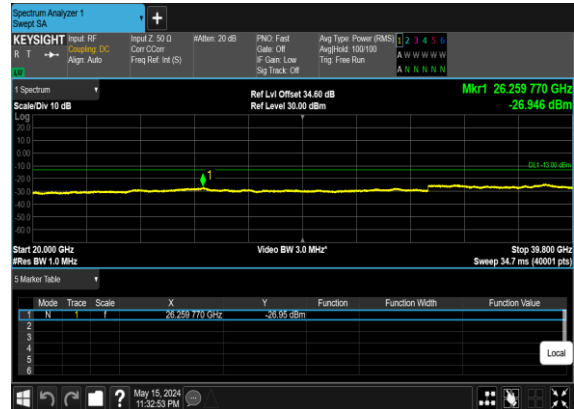 Spectrum Analyzer 1
Swept SA
+
KEYSIGHT Input: RF Input Z: 50 Ω #Atten: 20 dB PNO: Fast Avg Type: Power (RMS) 1 2 3 4 5 6
R T Coupling: DC Corr CCorr Gate: Off Avg|Hold: 100/100 A W W W W W
Align: Auto Freq Ref: Int (S) IF Gain: Low Trig: Free Run
LW Sig Track: Off A N N N N N
1 Spectrum Ref Lvl Offset 34.60 dB Mkr1 26.259 770 GHz
Scale/Div 10 dB Ref Level 30.00 dBm -26.946 dBm
Log
20.0
10.0
0.00
-10.0 DL1 -13.00 dBm
-20.0 1
-30.0
-40.0
-50.0
-60.0
Start 20.000 GHz Video BW 3.0 MHz* Stop 39.800 GHz
#Res BW 1.0 MHz Sweep 34.7 ms (40001 pts)
5 Marker Table
Mode Trace Scale X Y Function Function Width Function Value
1 N 1 f 26.259 770 GHz -26.95 dBm
2
3
4
5
6
Local
? May 15, 2024
11:32:53 PM